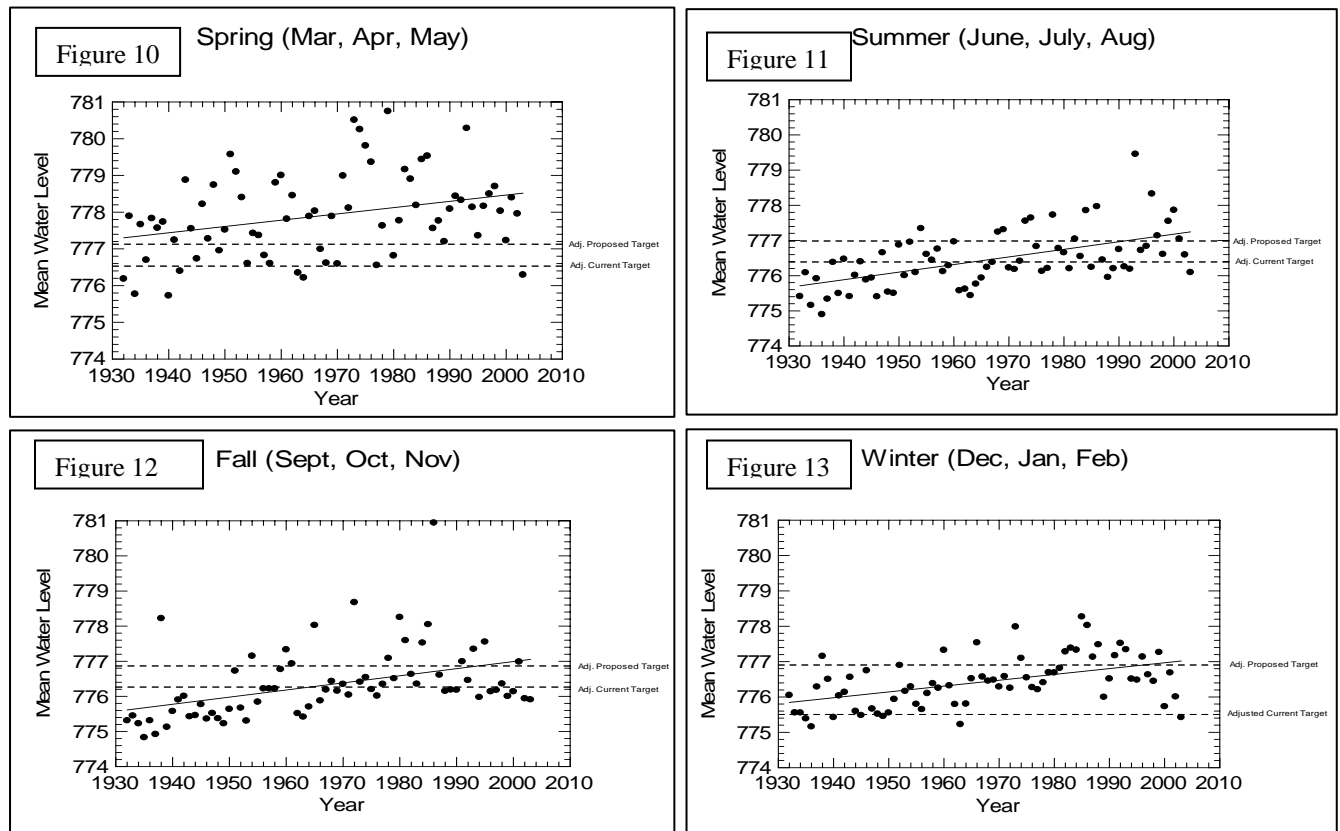 Figure 10
Spring (Mar, Apr, May)
781
780
779
778
777
776
775
774
Mean Water Level
Adj. Proposed Target
Adj. Current Target
1930 1940 1950 1960 1970 1980 1990 2000 2010
Year
Figure 11
Summer (June, July, Aug)
781
780
779
778
777
776
775
774
Mean Water Level
Adj. Proposed Target
Adj. Current Target
1930 1940 1950 1960 1970 1980 1990 2000 2010
Year
Figure 12
Fall (Sept, Oct, Nov)
781
780
779
778
777
776
775
774
Mean Water Level
Adj. Proposed Target
Adj. Current Target
1930 1940 1950 1960 1970 1980 1990 2000 2010
Year
Figure 13
Winter (Dec, Jan, Feb)
781
780
779
778
777
776
775
774
Mean Water Level
Adj. Proposed Target
Adjusted Current Target
1930 1940 1950 1960 1970 1980 1990 2000 2010
Year